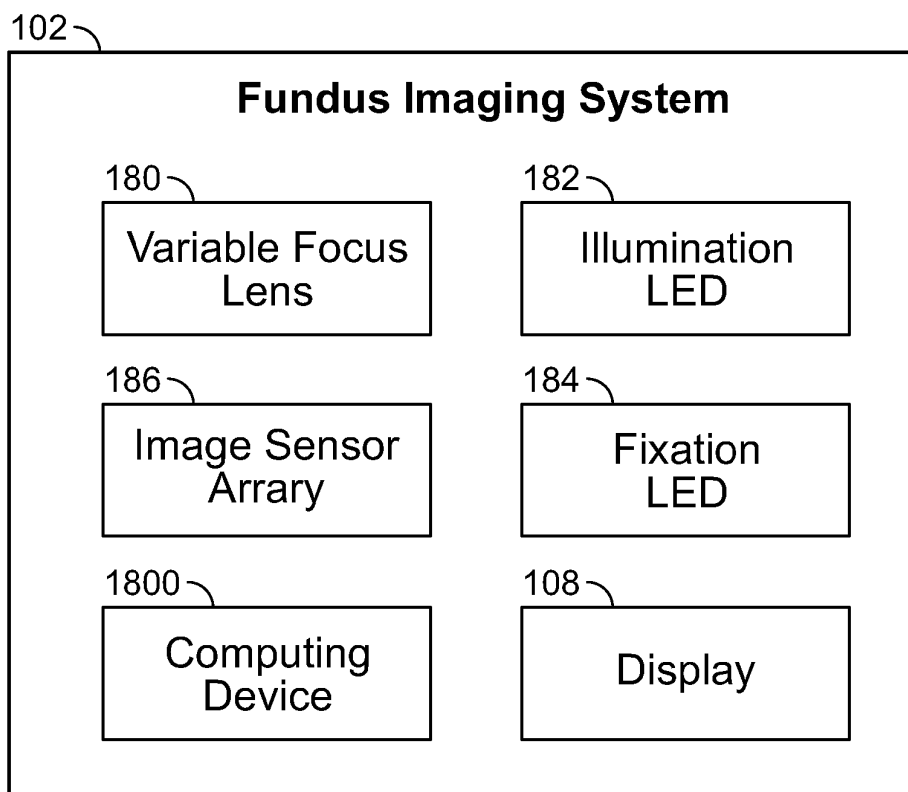 102
Fundus Imaging System
180
182
Variable Focus
Lens
Illumination
LED
186
184
Image Sensor
Arrary
Fixation
LED
1800
108
Computing
Device
Display